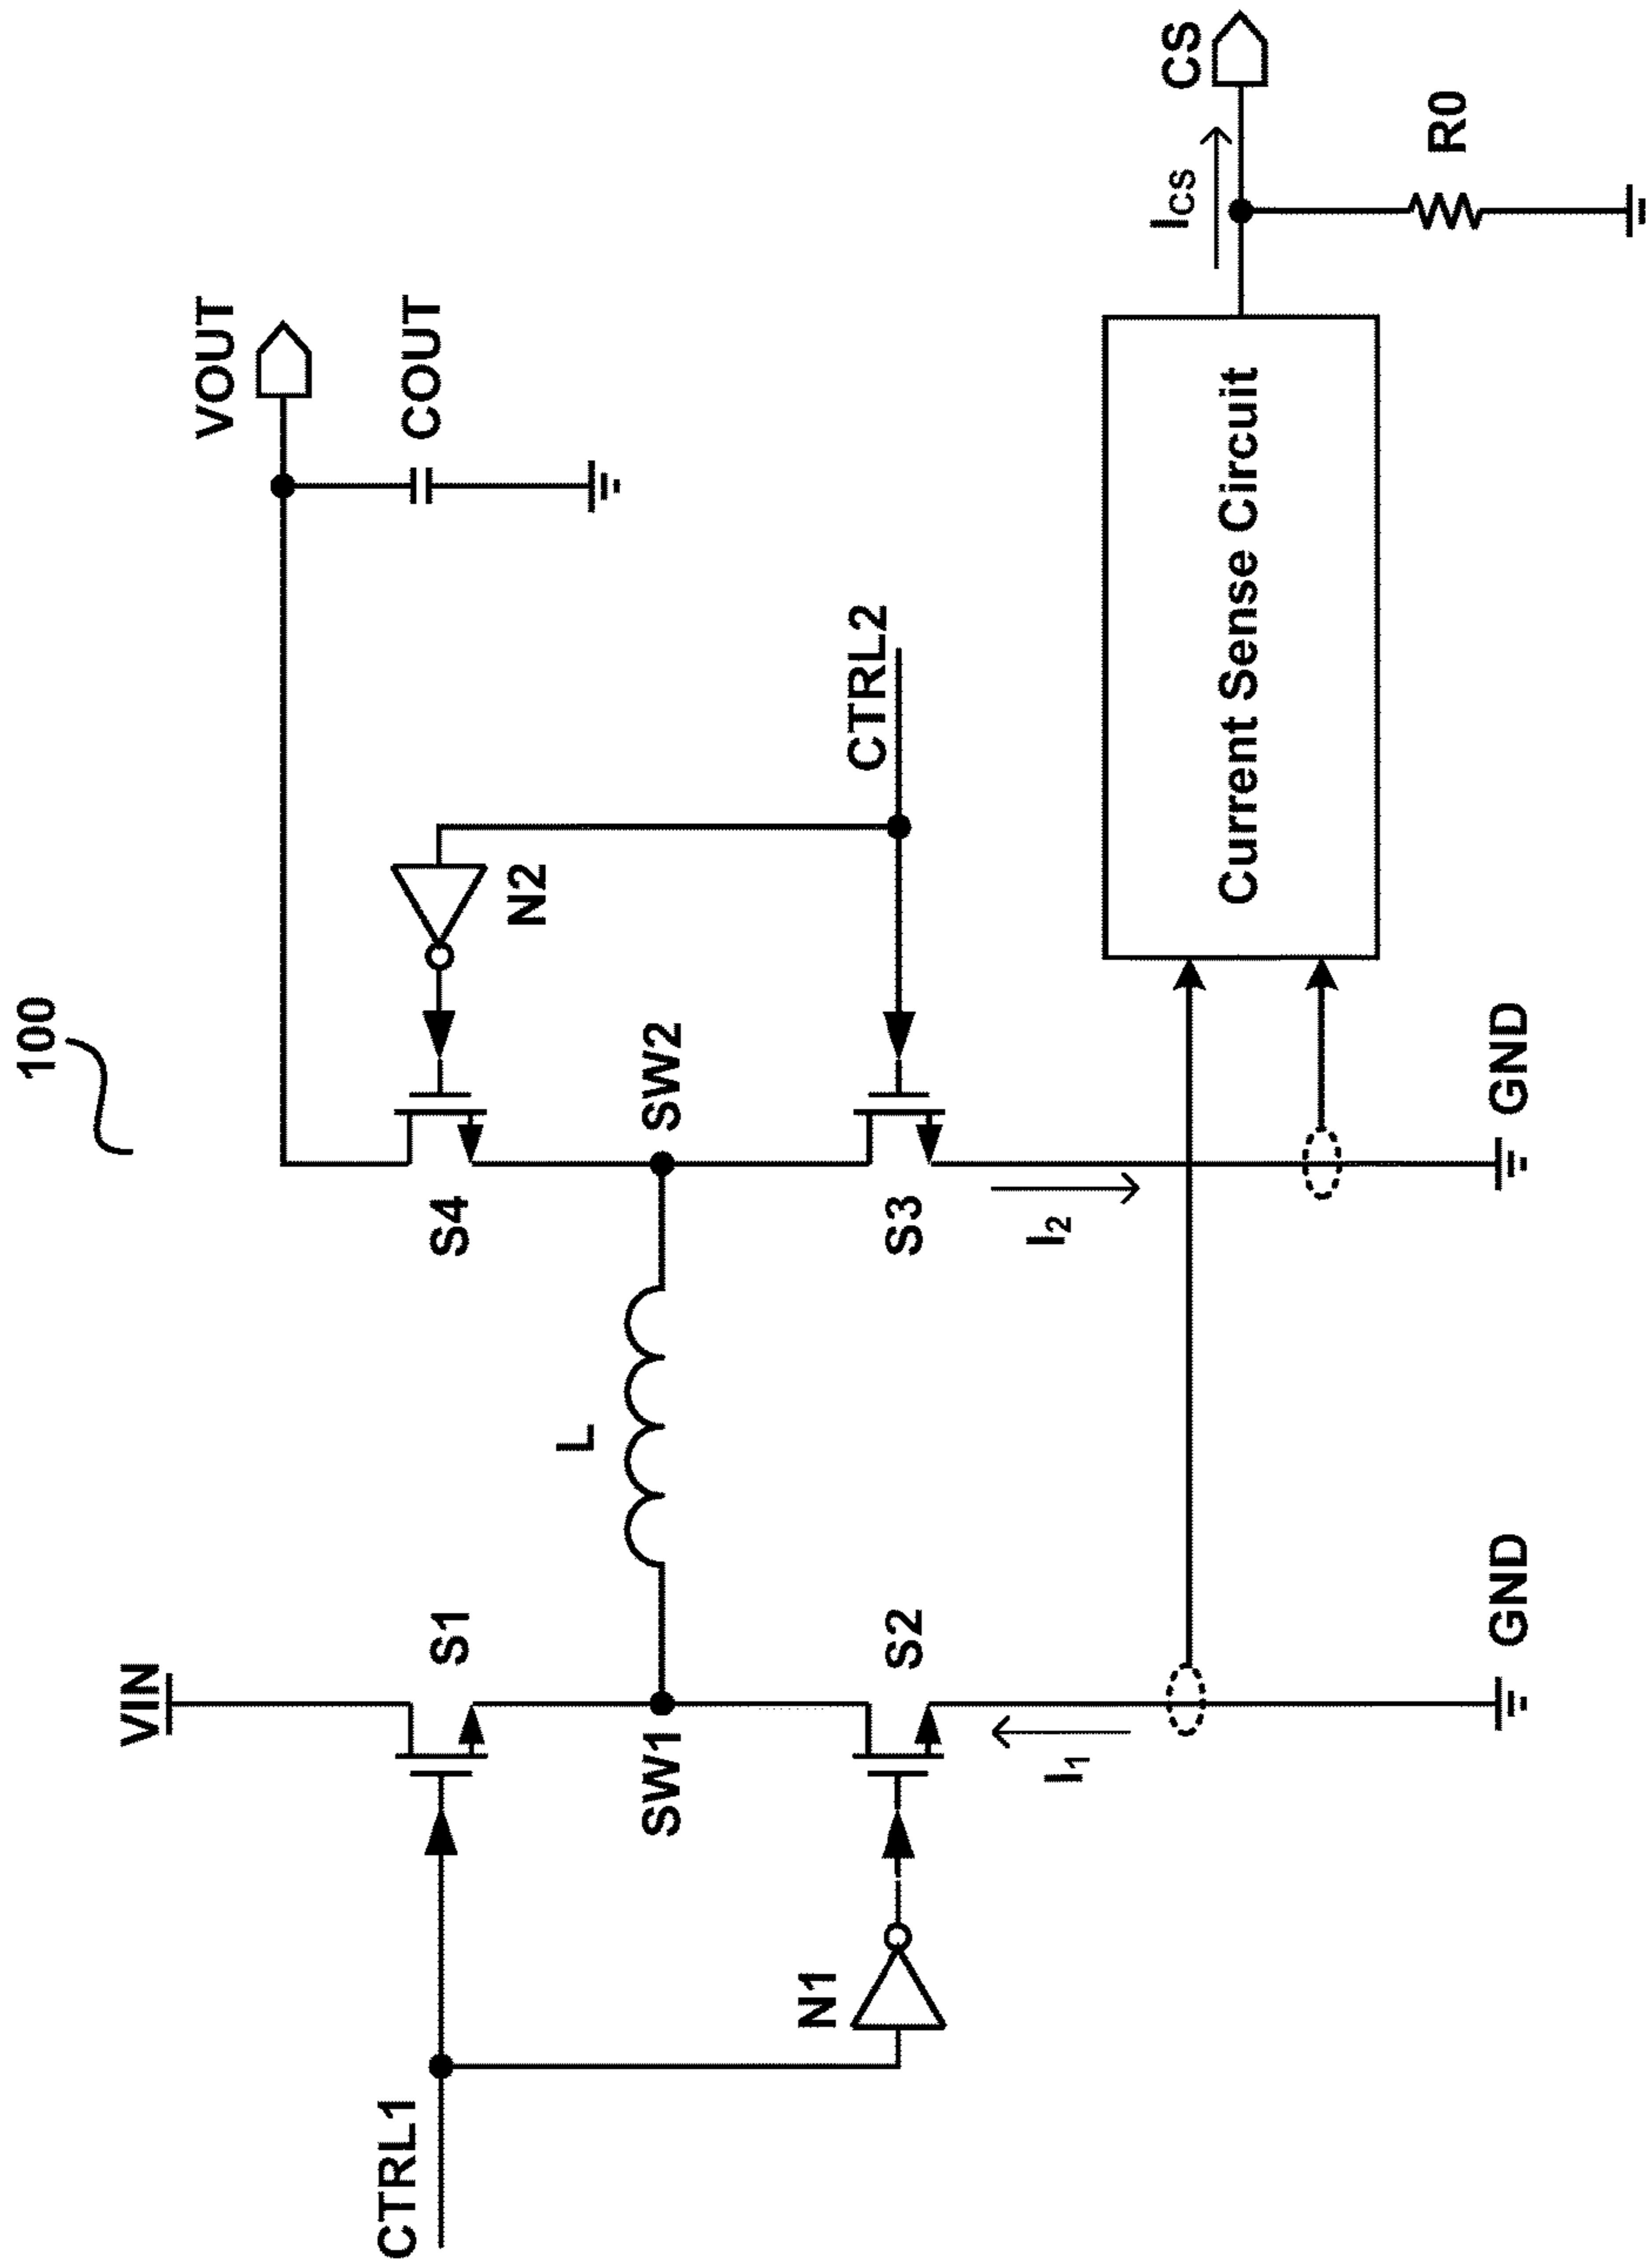 100
VIN
VOUT
S1
S4
COUT
CTRL1
N2
L
SW1
SW2
CTRL2
N1
S2
S3
I1
I2
ICS
CS
Current Sense Circuit
R0
GND
GND